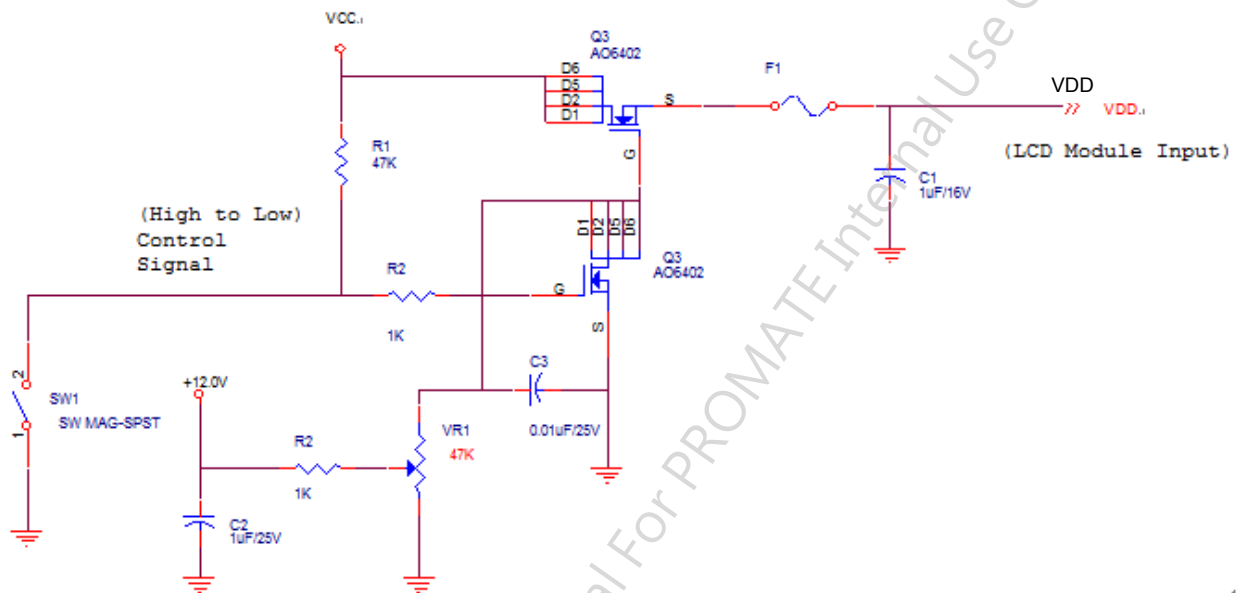 VCC.
Q3
AO6402
D6
D5
D2
D1
S
G
F1
VDD
VDD.
(LCD Module Input)
R1
47K
C1
1uF/16V
(High to Low)
Control
Signal
D1
D2
D5
D6
Q3
AO6402
R2
1K
G
S
2
1
SW1
SW MAG-SPST
+12.0V
C3
0.01uF/25V
R2
1K
VR1
47K
C2
1uF/25V
al For PROMATE Internal Use